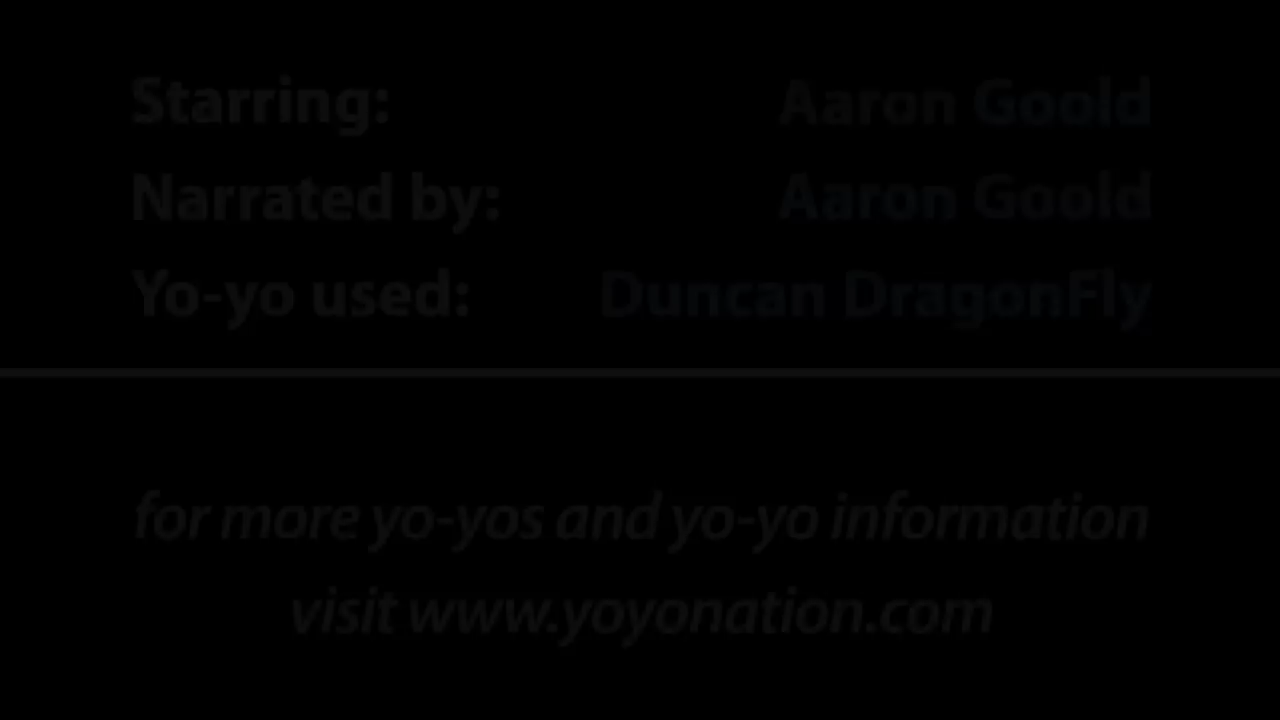 Starring: Aaron Goold
Narrated by: Aaron Goold
Yo-yo used: Duncan DragonFly
for more yo-yos and yo-yo information
visit www.yoyonation.com